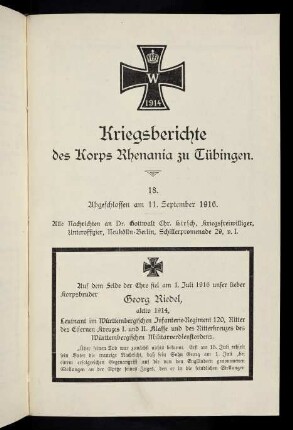 W
1914
Kriegsberichte
des Korps Rhenania zu Tübingen.
18.
Abgeschlossen am 11. September 1916.
Alle Nachrichten an Dr. Gottwalt Chr. Hirsch, Kriegsfreiwilliger,
Unteroffizier, Neukölln-Berlin, Schillerpromenade 29, v. I.
Auf dem Felde der Ehre fiel am 1. Juli 1916 unser lieber
Korpsbruder
Georg Riedel,
aktiv 1914,
Leutnant im Württembergischen Infanterie-Regiment 120, Ritter
des Eisernen Kreuzes I. und II. Klasse und des Ritterkreuzes des
Württembergischen Militärverdienstordens.